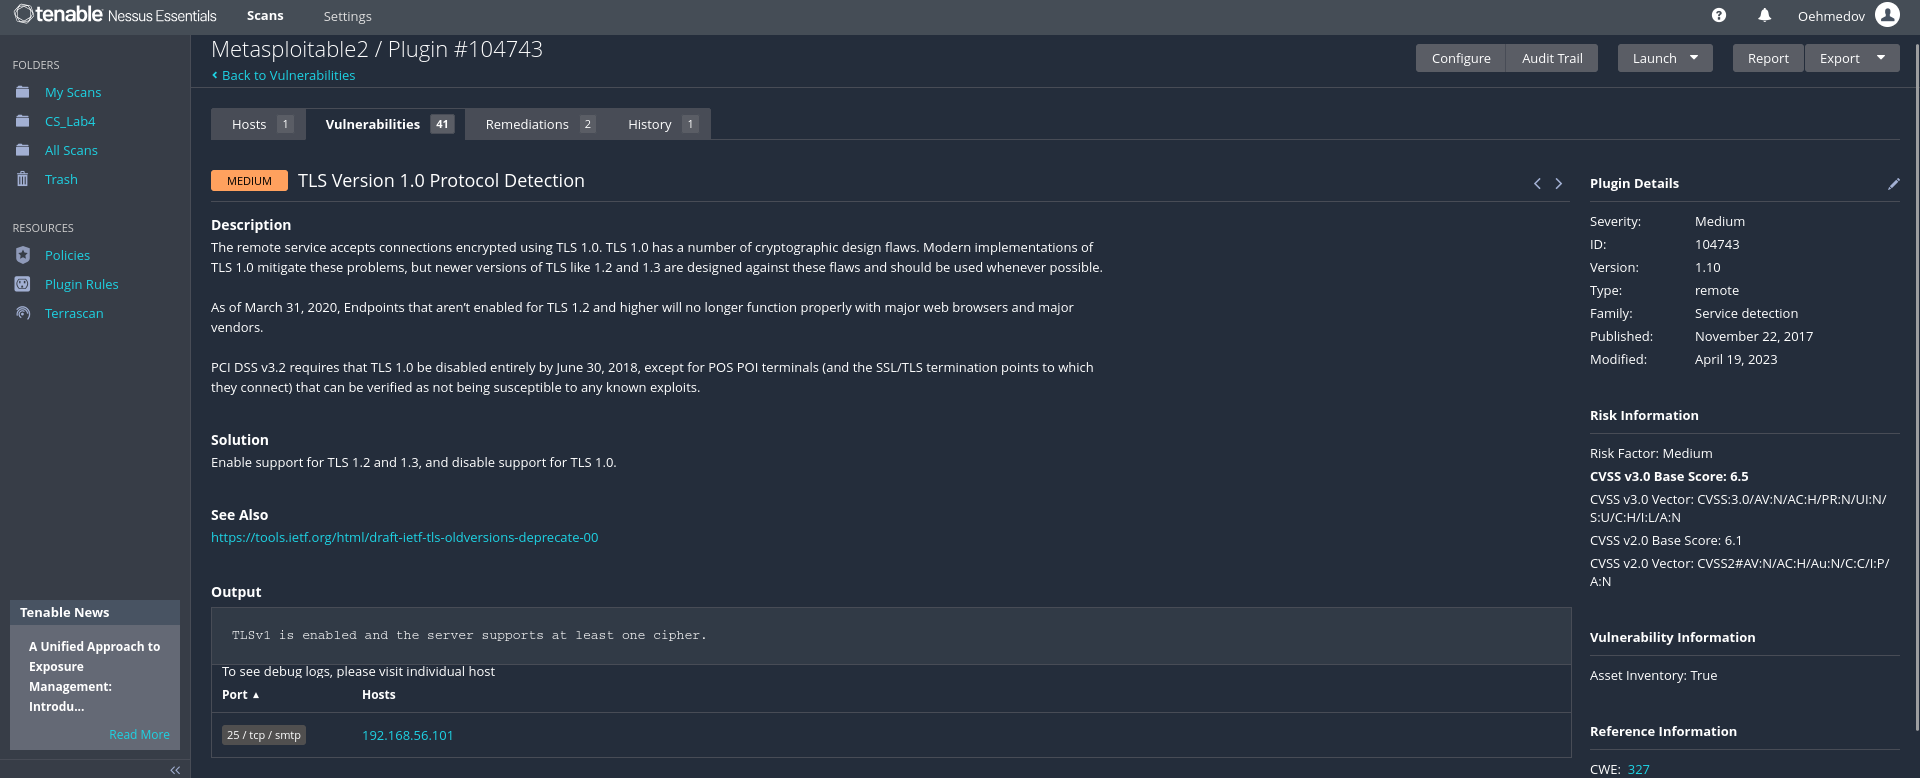 tenable Nessus Essentials
Scans
Settings
Oehmedov
FOLDERS
My Scans
CS_Lab4
All Scans
Trash
RESOURCES
Policies
Plugin Rules
Terrascan
Tenable News
A Unified Approach to
Exposure
Management:
Introdu...
Read More
Metasploitable2 / Plugin #104743
Back to Vulnerabilities
Configure
Audit Trail
Launch
Report
Export
Hosts 1
Vulnerabilities 41
Remediations 2
History 1
MEDIUM
TLS Version 1.0 Protocol Detection
Description
The remote service accepts connections encrypted using TLS 1.0. TLS 1.0 has a number of cryptographic design flaws. Modern implementations of
TLS 1.0 mitigate these problems, but newer versions of TLS like 1.2 and 1.3 are designed against these flaws and should be used whenever possible.
As of March 31, 2020, Endpoints that aren't enabled for TLS 1.2 and higher will no longer function properly with major web browsers and major
vendors.
PCI DSS v3.2 requires that TLS 1.0 be disabled entirely by June 30, 2018, except for POS POI terminals (and the SSL/TLS termination points to which
they connect) that can be verified as not being susceptible to any known exploits.
Solution
Enable support for TLS 1.2 and 1.3, and disable support for TLS 1.0.
See Also
https://tools.ietf.org/html/draft-ietf-tls-oldversions-deprecate-00
Output
TLSv1 is enabled and the server supports at least one cipher.
To see debug logs, please visit individual host
Port ▲ Hosts
25 / tcp / smtp 192.168.56.101
Plugin Details
Severity: Medium
ID: 104743
Version: 1.10
Type: remote
Family: Service detection
Published: November 22, 2017
Modified: April 19, 2023
Risk Information
Risk Factor: Medium
CVSS v3.0 Base Score: 6.5
CVSS v3.0 Vector: CVSS:3.0/AV:N/AC:H/PR:N/UI:N/
S:U/C:H/I:L/A:N
CVSS v2.0 Base Score: 6.1
CVSS v2.0 Vector: CVSS2#AV:N/AC:H/Au:N/C:C/I:P/
A:N
Vulnerability Information
Asset Inventory: True
Reference Information
CWE: 327